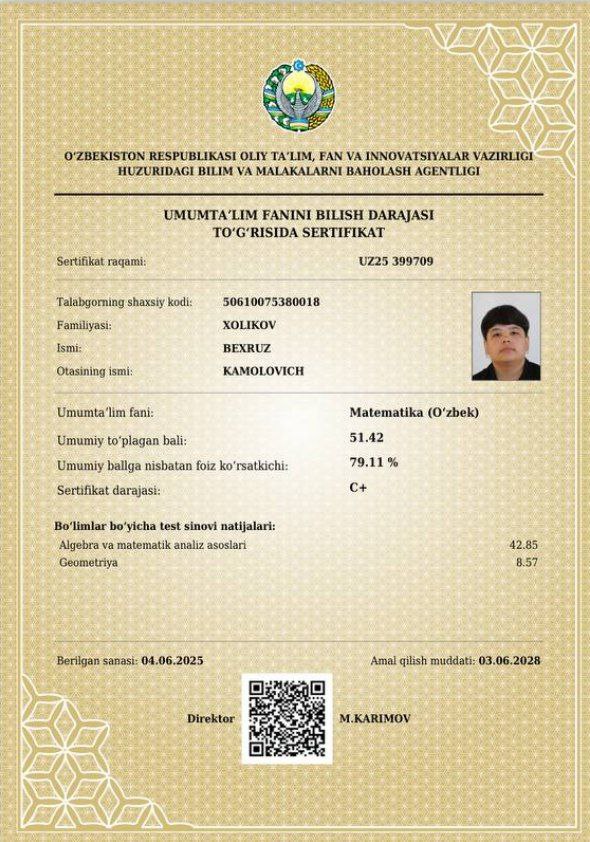 O‘ZBEKISTON RESPUBLIKASI OLIY TA’LIM, FAN VA INNOVATSIYALAR VAZIRLIGI
HUZURIDAGI BILIM VA MALAKALARNI BAHOLASH AGENTLIGI
UMUMTA’LIM FANINI BILISH DARAJASI
TO‘G‘RISIDA SERTIFIKAT
Sertifikat raqami: UZ25 399709
Talabgorning shaxsiy kodi: 50610075380018
Familiyasi: XOLIKOV
Ismi: BEXRUZ
Otasining ismi: KAMOLOVICH
Umumta’lim fani: Matematika (O‘zbek)
Umumiy to‘plagan bali: 51.42
Umumiy ballga nisbatan foiz ko‘rsatkichi: 79.11 %
Sertifikat darajasi: C+
Bo‘limlar bo‘yicha test sinovi natijalari:
Algebra va matematik analiz asoslari 42.85
Geometriya 8.57
Berilgan sanasi: 04.06.2025 Amal qilish muddati: 03.06.2028
Direktor M.KARIMOV